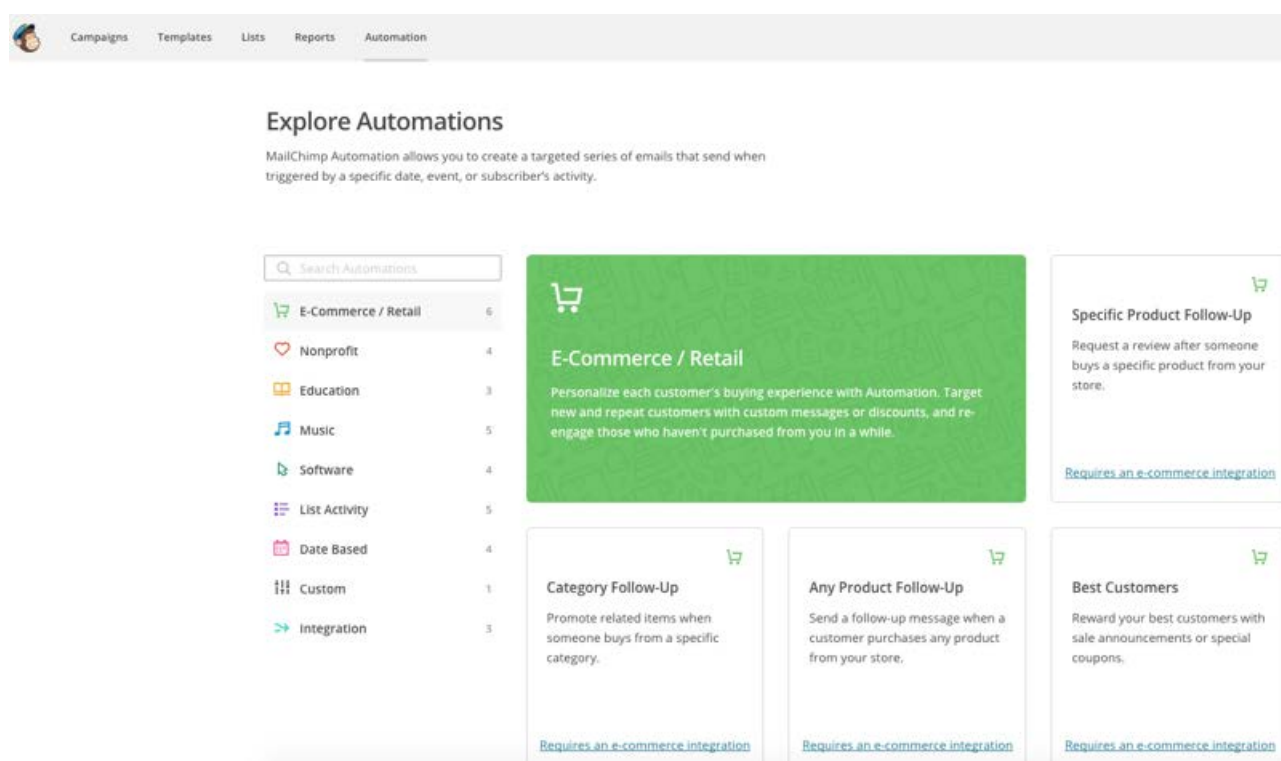 Campaigns Templates Lists Reports Automation
Explore Automations
MailChimp Automation allows you to create a targeted series of emails that send when
triggered by a specific date, event, or subscriber's activity.
Search Automations
E-Commerce / Retail 6
Nonprofit 4
Education 3
Music 5
Software 4
List Activity 5
Date Based 4
Custom 1
Integration 3
E-Commerce / Retail
Personalize each customer's buying experience with Automation. Target
new and repeat customers with custom messages or discounts, and re-
engage those who haven't purchased from you in a while.
Specific Product Follow-Up
Request a review after someone
buys a specific product from your
store.
Requires an e-commerce integration
Category Follow-Up
Promote related items when
someone buys from a specific
category.
Requires an e-commerce integration
Any Product Follow-Up
Send a follow-up message when a
customer purchases any product
from your store.
Requires an e-commerce integration
Best Customers
Reward your best customers with
sale announcements or special
coupons.
Requires an e-commerce integration